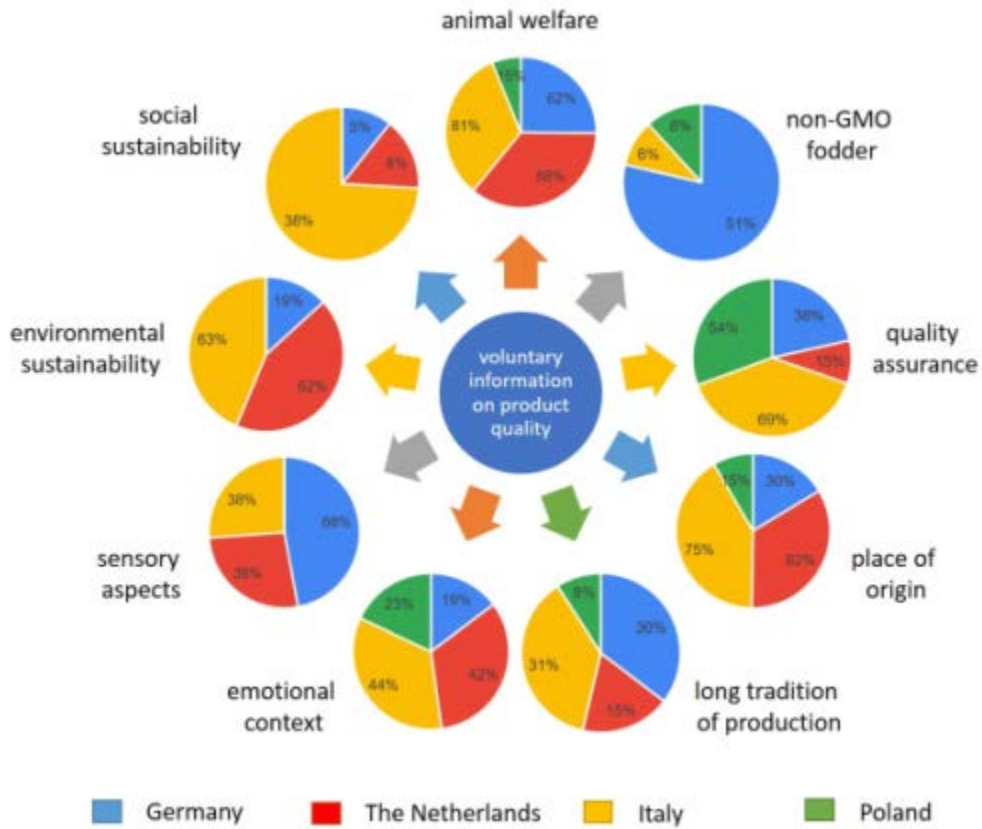 animal welfare
social
sustainability
non-GMO
fodder
15%
62%
81%
88%
5%
8%
38%
8%
6%
51%
environmental
sustainability
19%
63%
62%
voluntary
information
on product
quality
54%
38%
15%
69%
quality
assurance
38%
68%
38%
sensory
aspects
15%
30%
75%
62%
place of
origin
23%
19%
44%
42%
emotional
context
8%
30%
31%
15%
long tradition
of production
Germany
The Netherlands
Italy
Poland